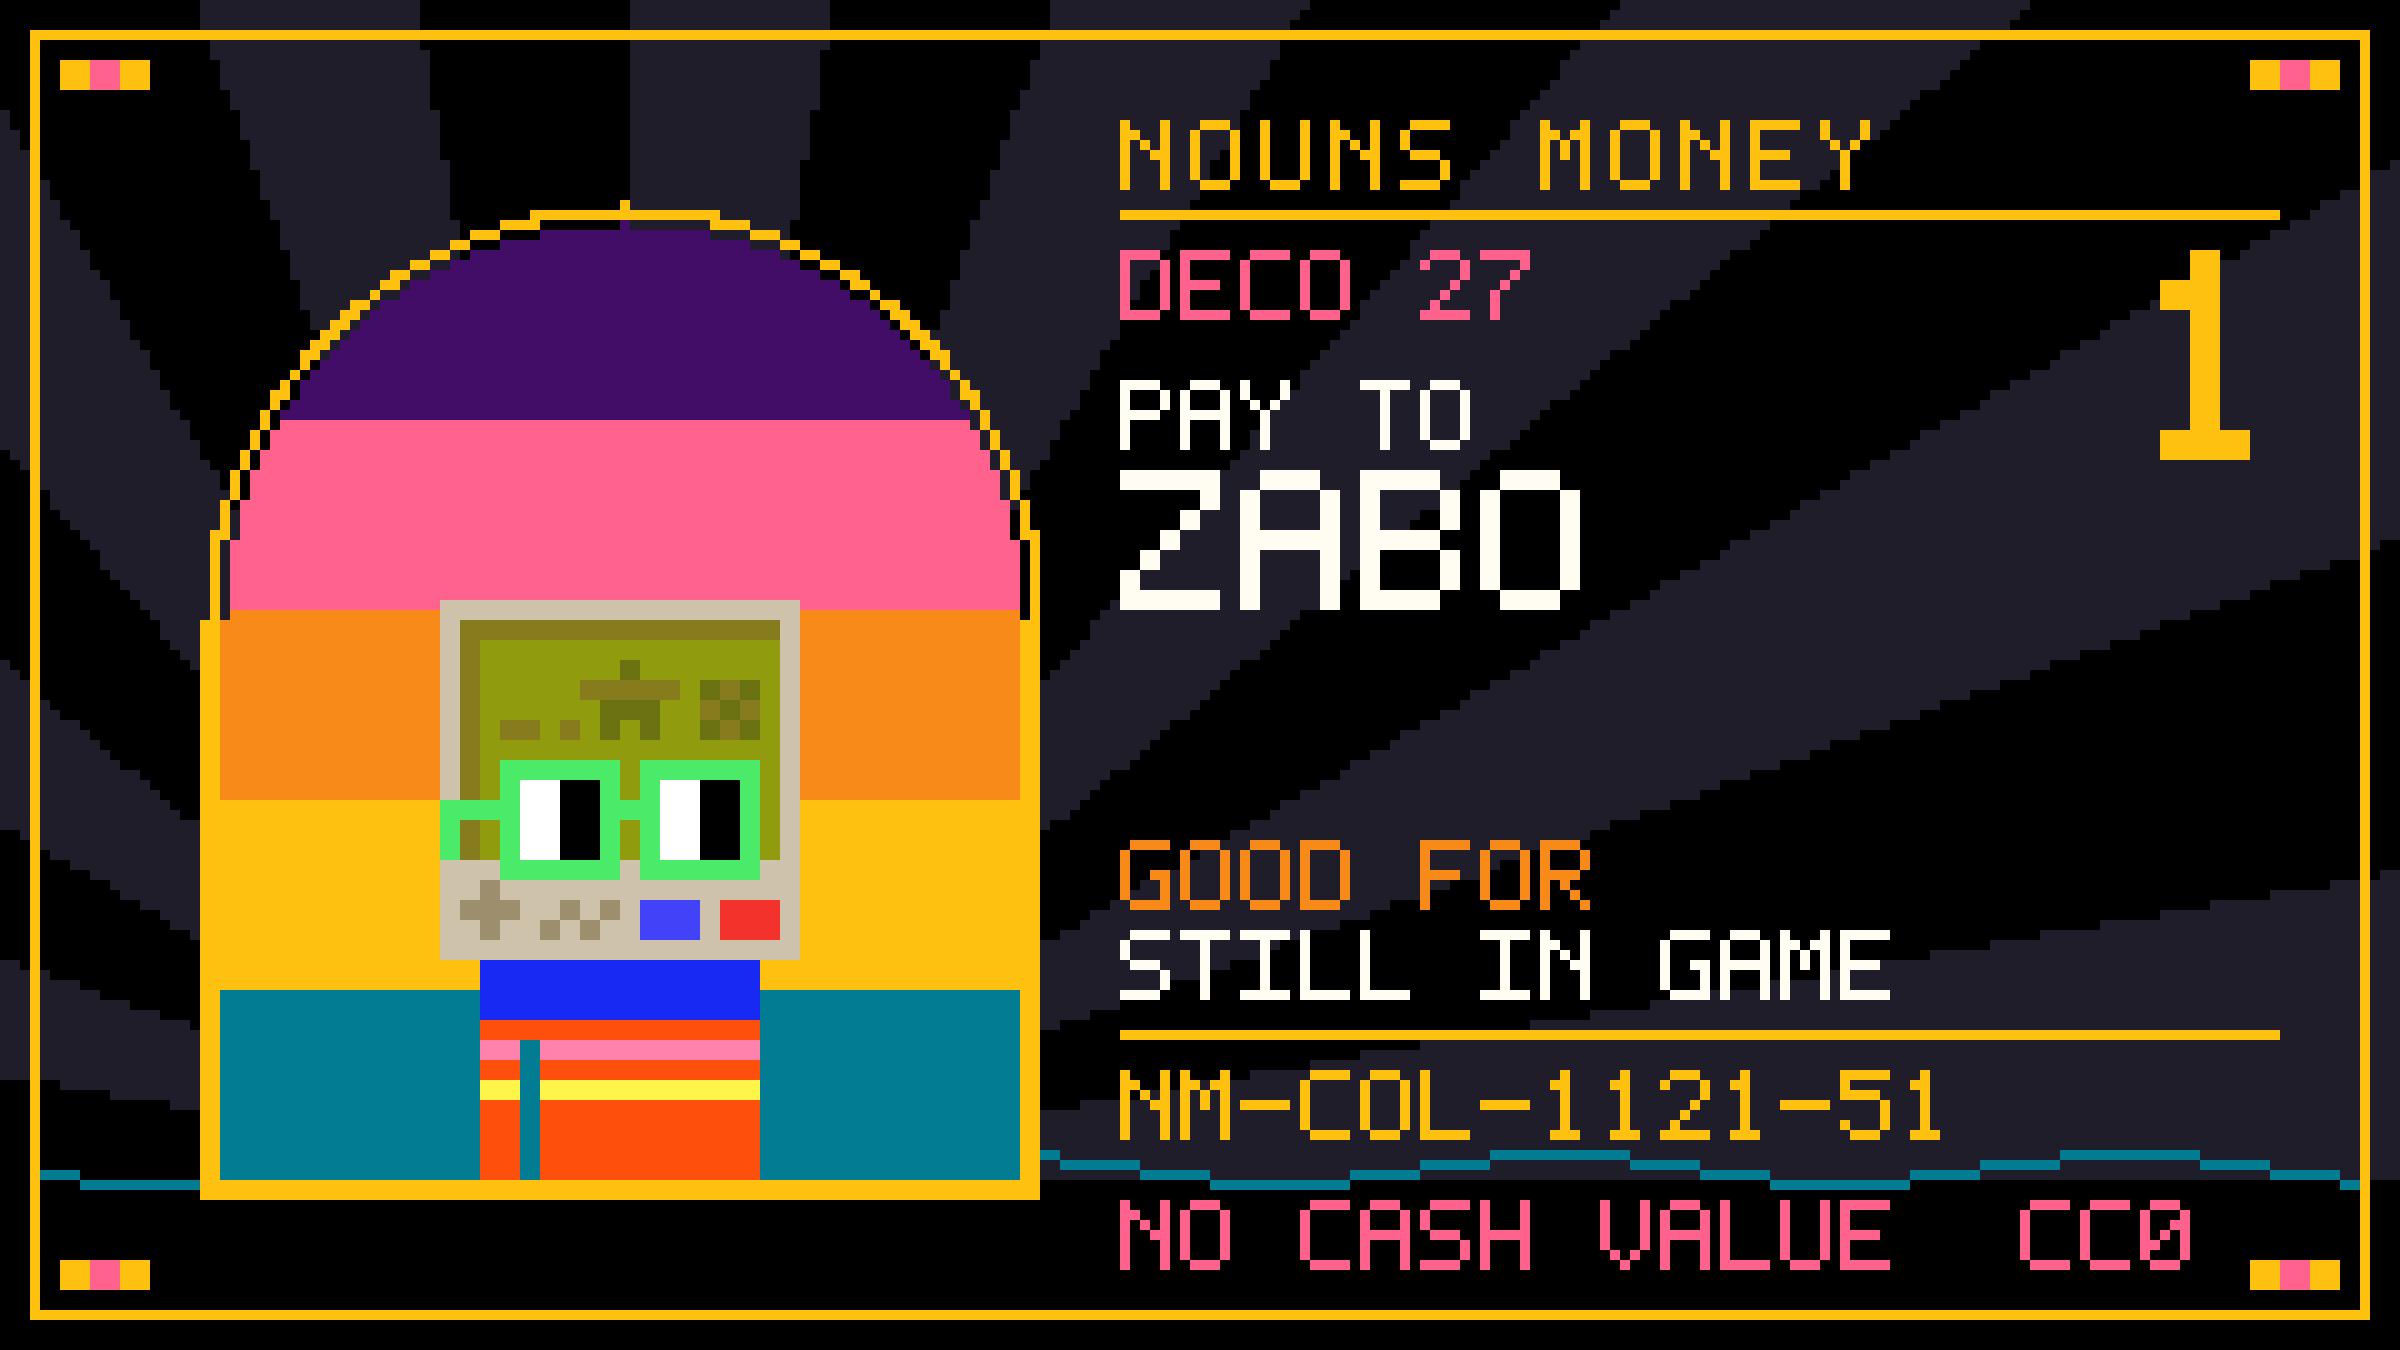 NOUNS MONEY
DECO 27
1
PAY TO
ZABO
GOOD FOR
STILL IN GAME
NM-COL-1121-51
NO CASH VALUE CC0